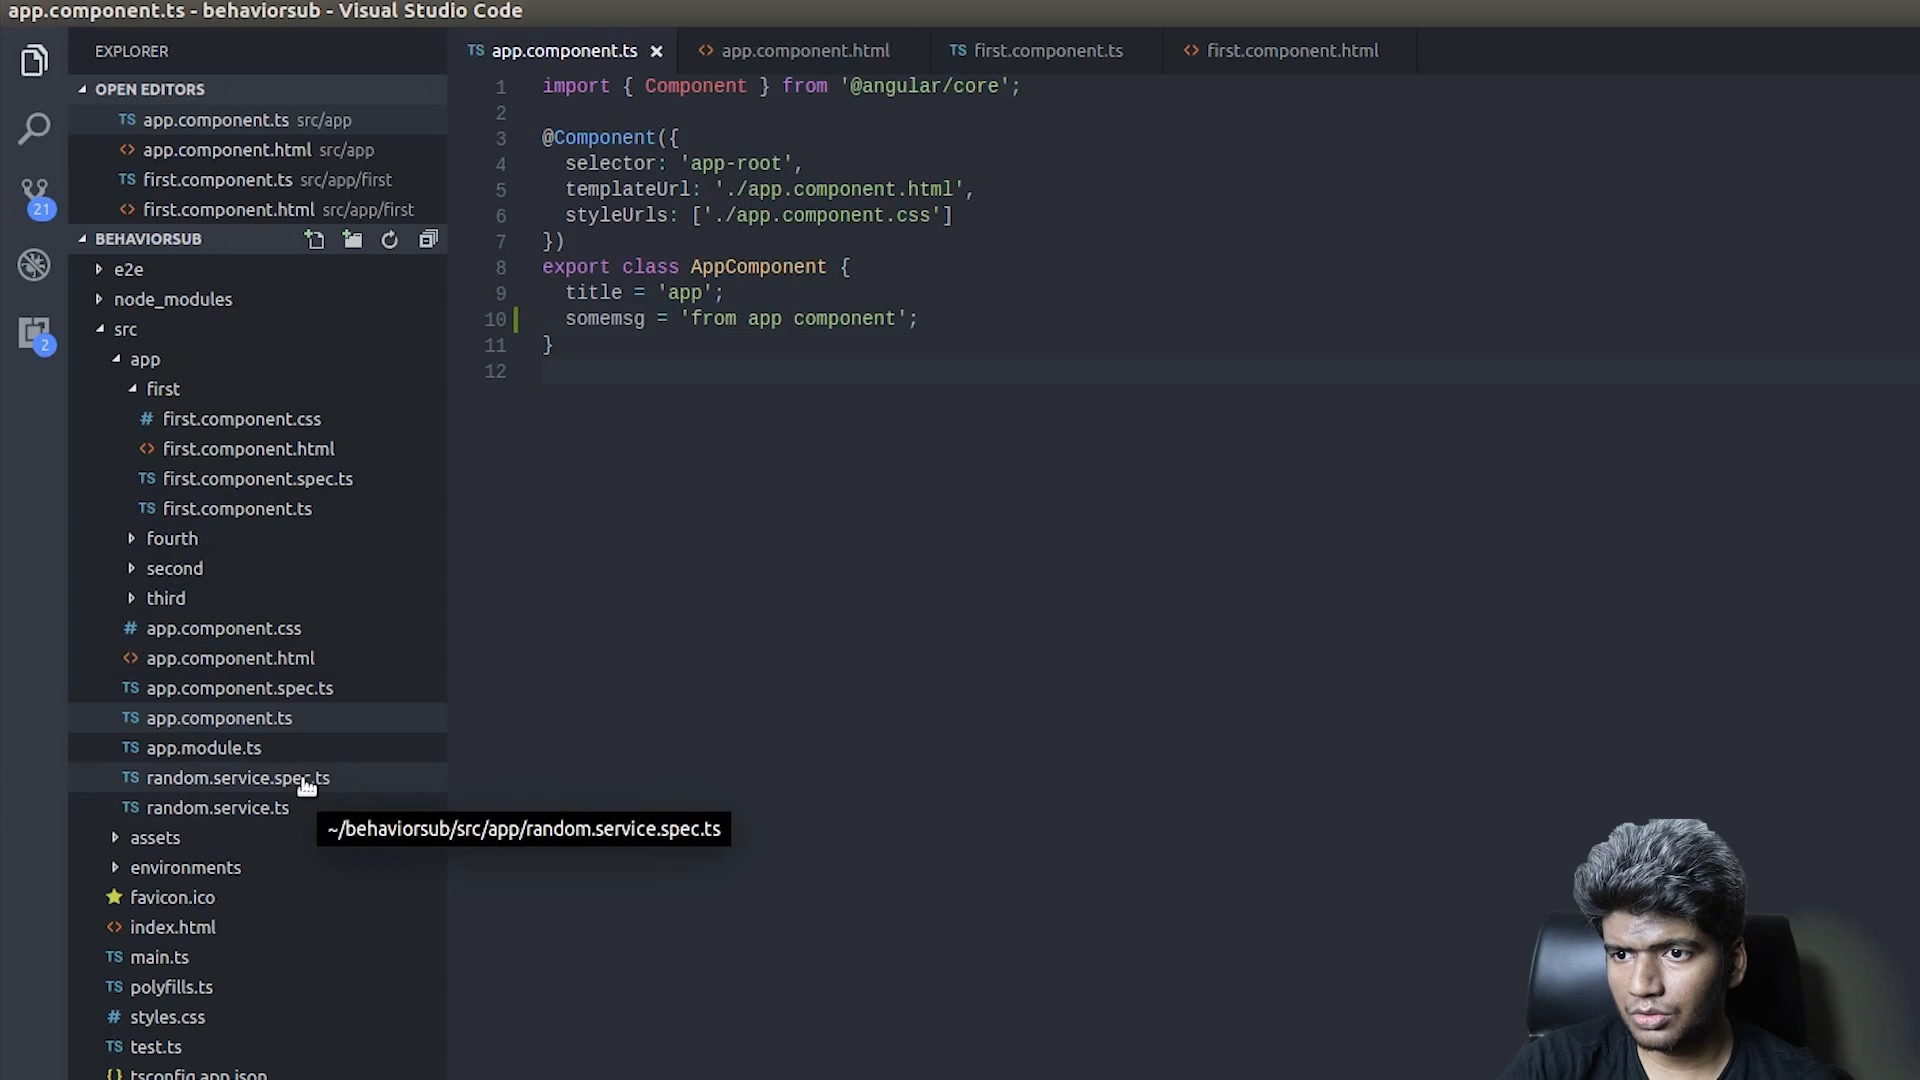 app.component.ts - behaviorsub - Visual Studio Code
EXPLORER
OPEN EDITORS
TS app.component.ts src/app
<> app.component.html src/app
TS first.component.ts src/app/first
<> first.component.html src/app/first
21
2
BEHAVIORSUB
e2e
node_modules
src
app
first
# first.component.css
<> first.component.html
TS first.component.spec.ts
TS first.component.ts
fourth
second
third
# app.component.css
<> app.component.html
TS app.component.spec.ts
TS app.component.ts
TS app.module.ts
TS random.service.spec.ts
TS random.service.ts
assets
environments
favicon.ico
<> index.html
TS main.ts
TS polyfills.ts
# styles.css
TS test.ts
{} tsconfig.app.json
~/behaviorsub/src/app/random.service.spec.ts
TS app.component.ts ×
<> app.component.html
TS first.component.ts
<> first.component.html
1 import { Component } from '@angular/core';
2
3 @Component({
4 selector: 'app-root',
5 templateUrl: './app.component.html',
6 styleUrls: ['./app.component.css']
7 })
8 export class AppComponent {
9 title = 'app';
10 somemsg = 'from app component';
11 }
12